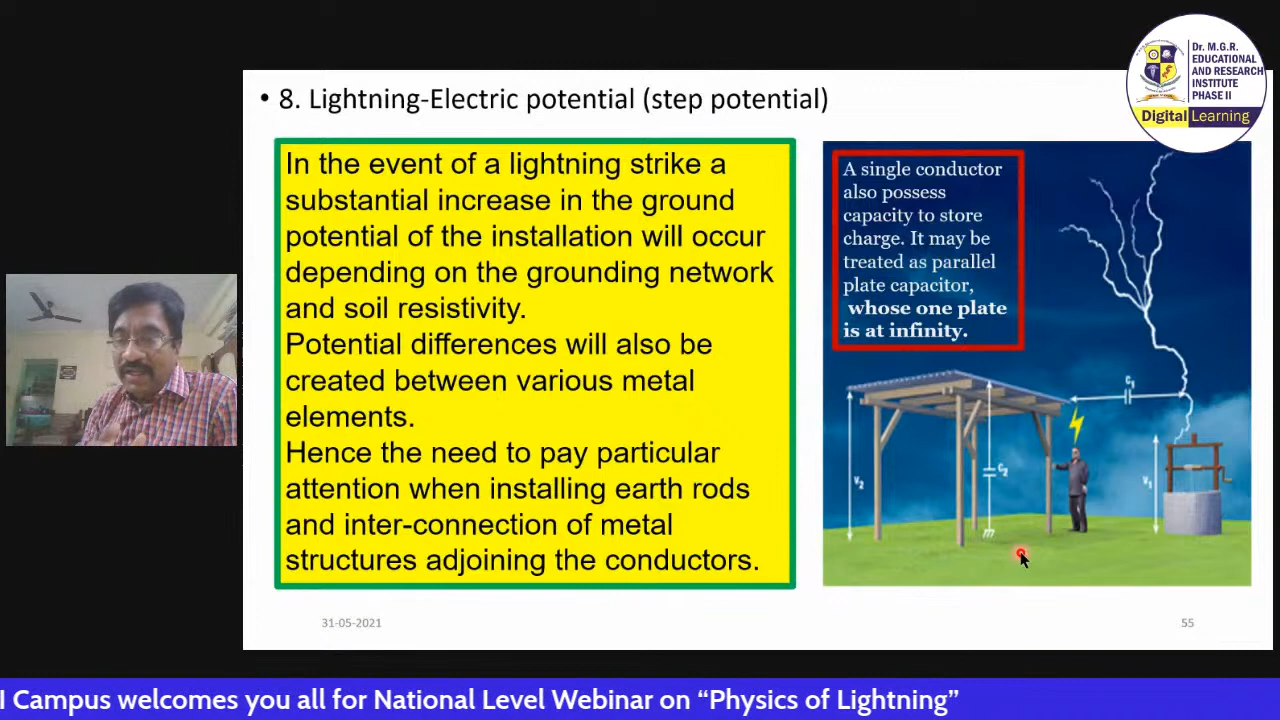 Dr. M.G.R.
EDUCATIONAL
AND RESEARCH
INSTITUTE
PHASE II
Digital Learning
• 8. Lightning-Electric potential (step potential)
In the event of a lightning strike a
substantial increase in the ground
potential of the installation will occur
depending on the grounding network
and soil resistivity.
Potential differences will also be
created between various metal
elements.
Hence the need to pay particular
attention when installing earth rods
and inter-connection of metal
structures adjoining the conductors.
A single conductor
also possess
capacity to store
charge. It may be
treated as parallel
plate capacitor,
whose one plate
is at infinity.
C1
V2
C2
V1
31-05-2021
55
I Campus welcomes you all for National Level Webinar on “Physics of Lightning”